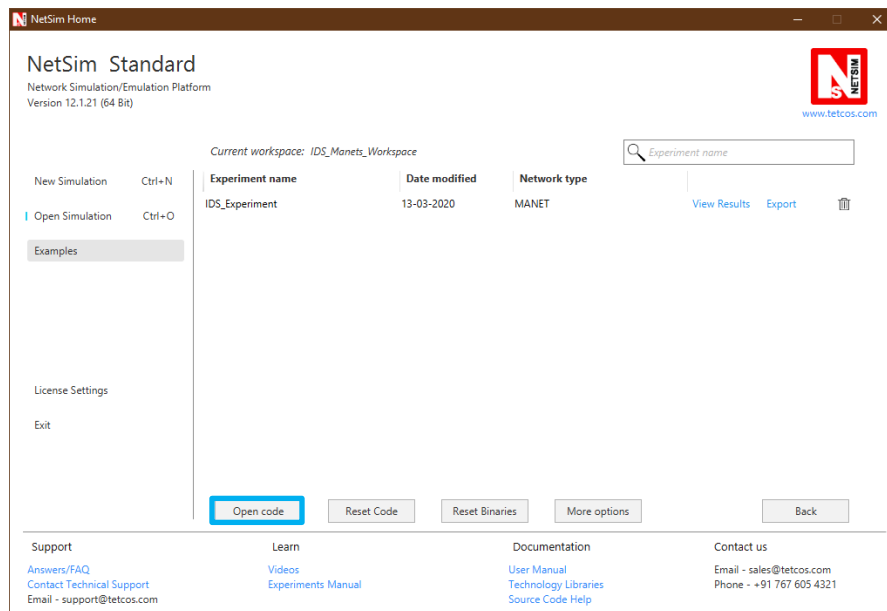 NetSim Home
NetSim Standard
Network Simulation/Emulation Platform
Version 12.1.21 (64 Bit)
NETSIM
NS
www.tetcos.com
Current workspace: IDS_Manets_Workspace
Experiment name
New Simulation Ctrl+N
Open Simulation Ctrl+O
Examples
License Settings
Exit
Experiment name Date modified Network type
IDS_Experiment 13-03-2020 MANET View Results Export
Open code Reset Code Reset Binaries More options Back
Support
Answers/FAQ
Contact Technical Support
Email - support@tetcos.com
Learn
Videos
Experiments Manual
Documentation
User Manual
Technology Libraries
Source Code Help
Contact us
Email - sales@tetcos.com
Phone - +91 767 605 4321